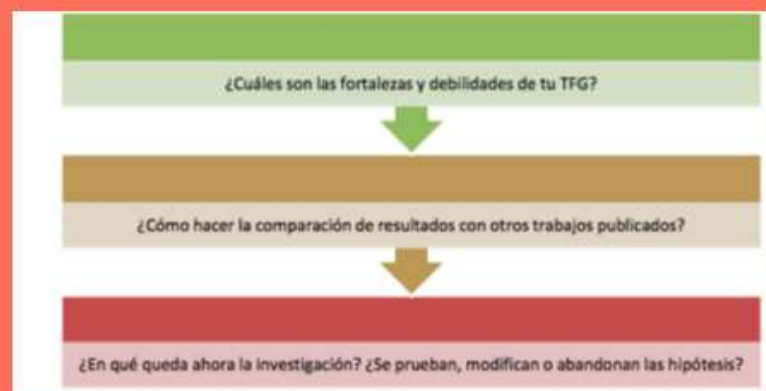 ¿Cuáles son las fortalezas y debilidades de tu TFG?
¿Cómo hacer la comparación de resultados con otros trabajos publicados?
¿En qué queda ahora la investigación? ¿Se prueban, modifican o abandonan las hipótesis?